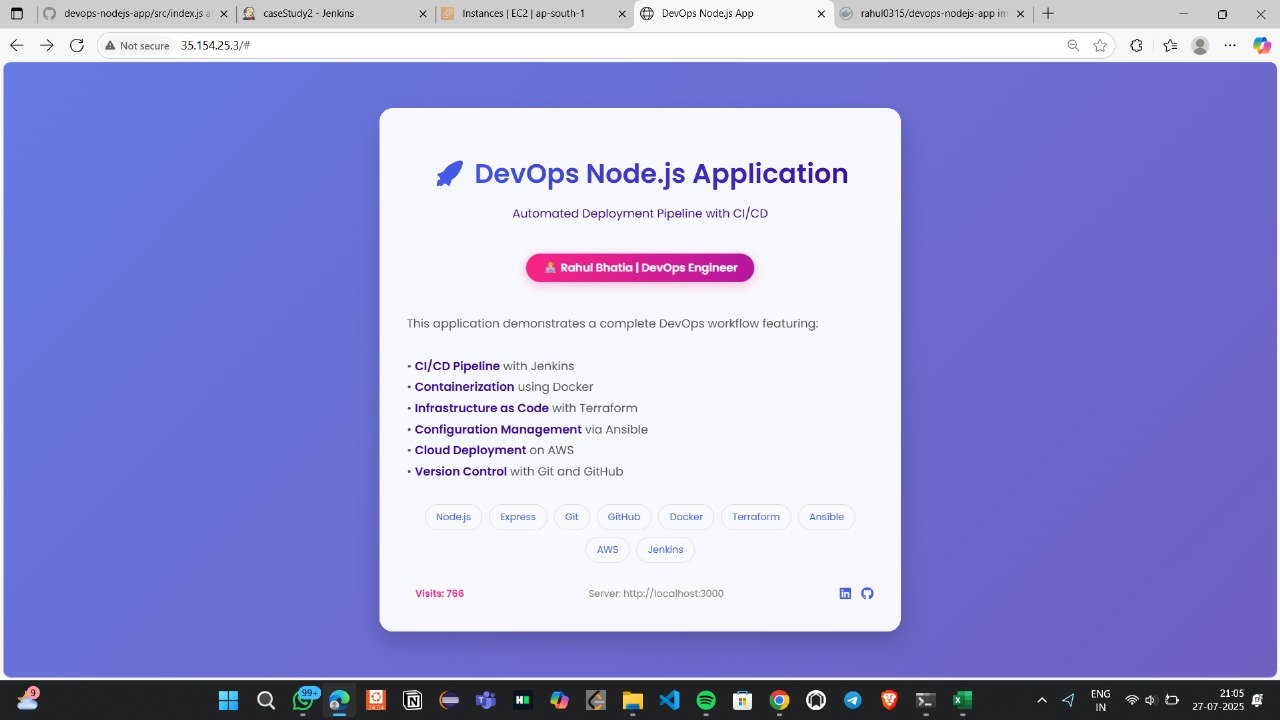 devops-nodejs-app/src/index.js at
caseStudy2 - Jenkins
Instances | EC2 | ap-south-1
DevOps Node.js App
rahul0315/devops-node-js-app im
Not secure
35.154.25.3/#
DevOps Node.js Application
Automated Deployment Pipeline with CI/CD
Rahul Bhatia | DevOps Engineer
This application demonstrates a complete DevOps workflow featuring:
• CI/CD Pipeline with Jenkins
• Containerization using Docker
• Infrastructure as Code with Terraform
• Configuration Management via Ansible
• Cloud Deployment on AWS
• Version Control with Git and GitHub
Node.js Express Git GitHub Docker Terraform Ansible
AWS Jenkins
Visits: 766 Server: http://localhost:3000
9
99+
24.04
ENG
IN
21:05
27-07-2025